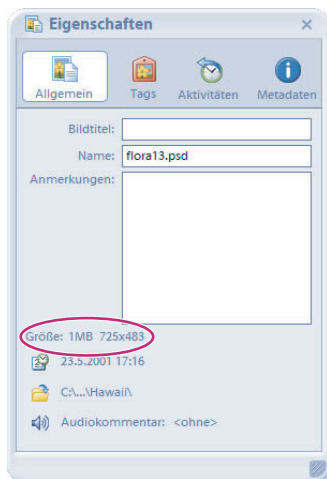 Eigenschaften
Allgemein Tags Aktivitäten Metadaten
Bildtitel:
Name: flora13.psd
Anmerkungen:
Größe: 1MB 725x483
23.5.2001 17:16
C:\...\Hawaii\
Audiokommentar: <ohne>